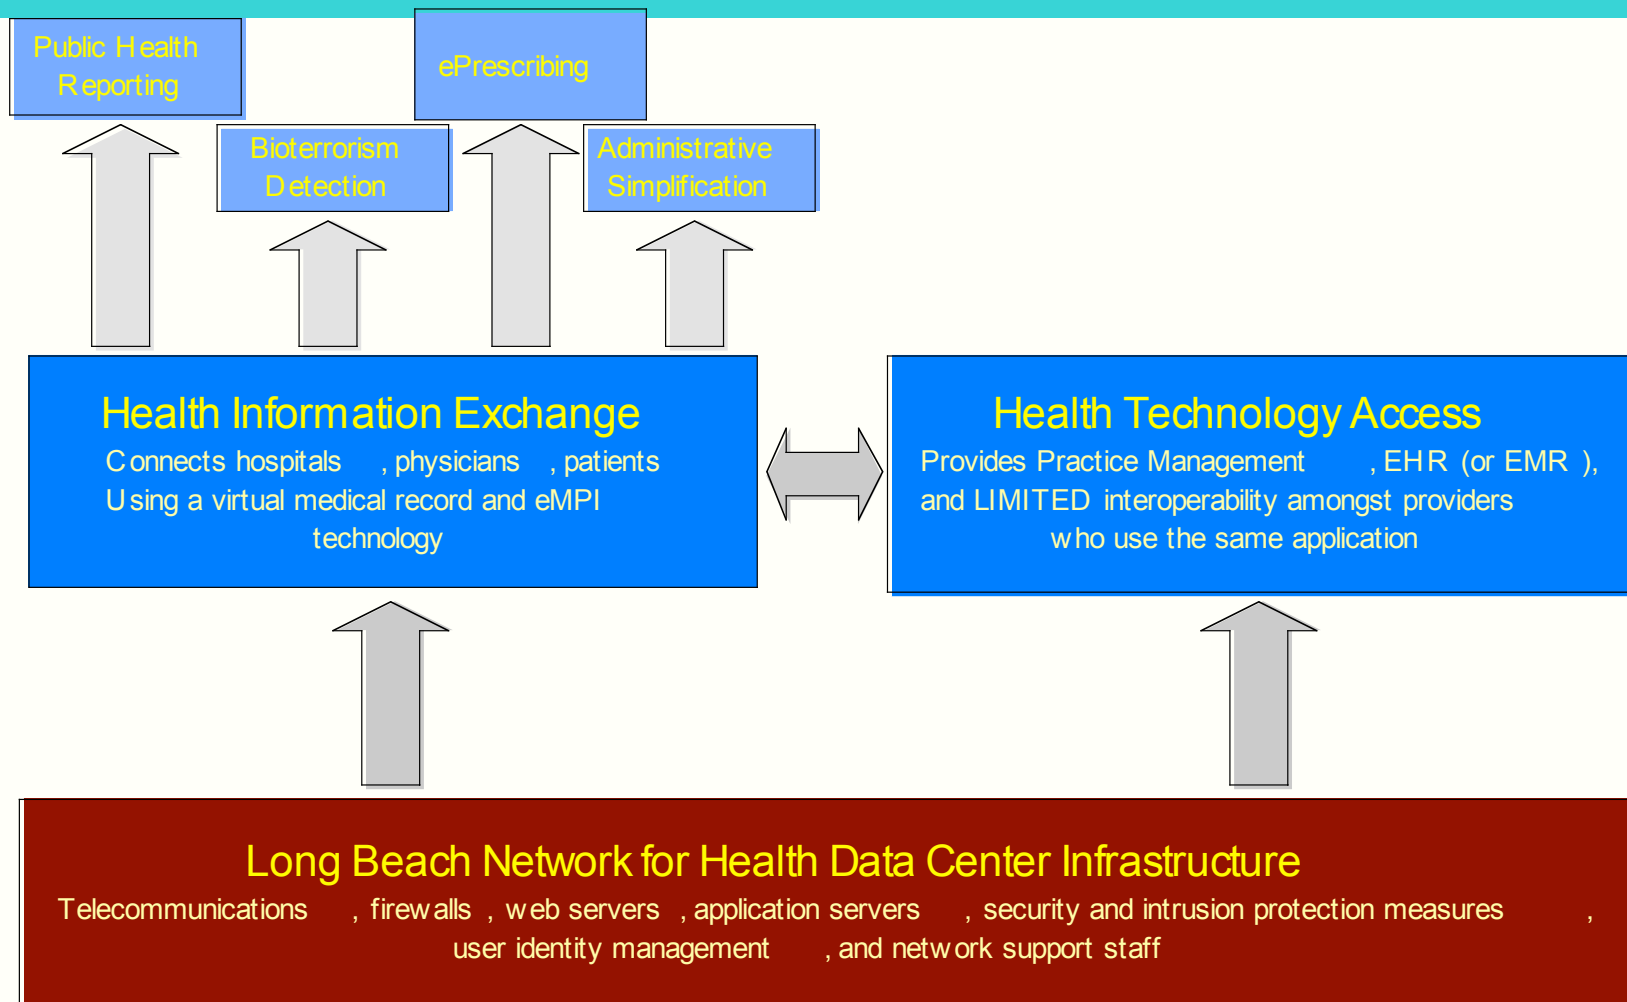 Public Health
Reporting
ePrescribing
Bioterrorism
Detection
Administrative
Simplification
Health Information Exchange
Connects hospitals , physicians , patients
Using a virtual medical record and eMPI
technology
Health Technology Access
Provides Practice Management , EHR (or EMR ),
and LIMITED interoperability amongst providers
who use the same application
Long Beach Network for Health Data Center Infrastructure
Telecommunications , firewalls , web servers , application servers , security and intrusion protection measures ,
user identity management , and network support staff